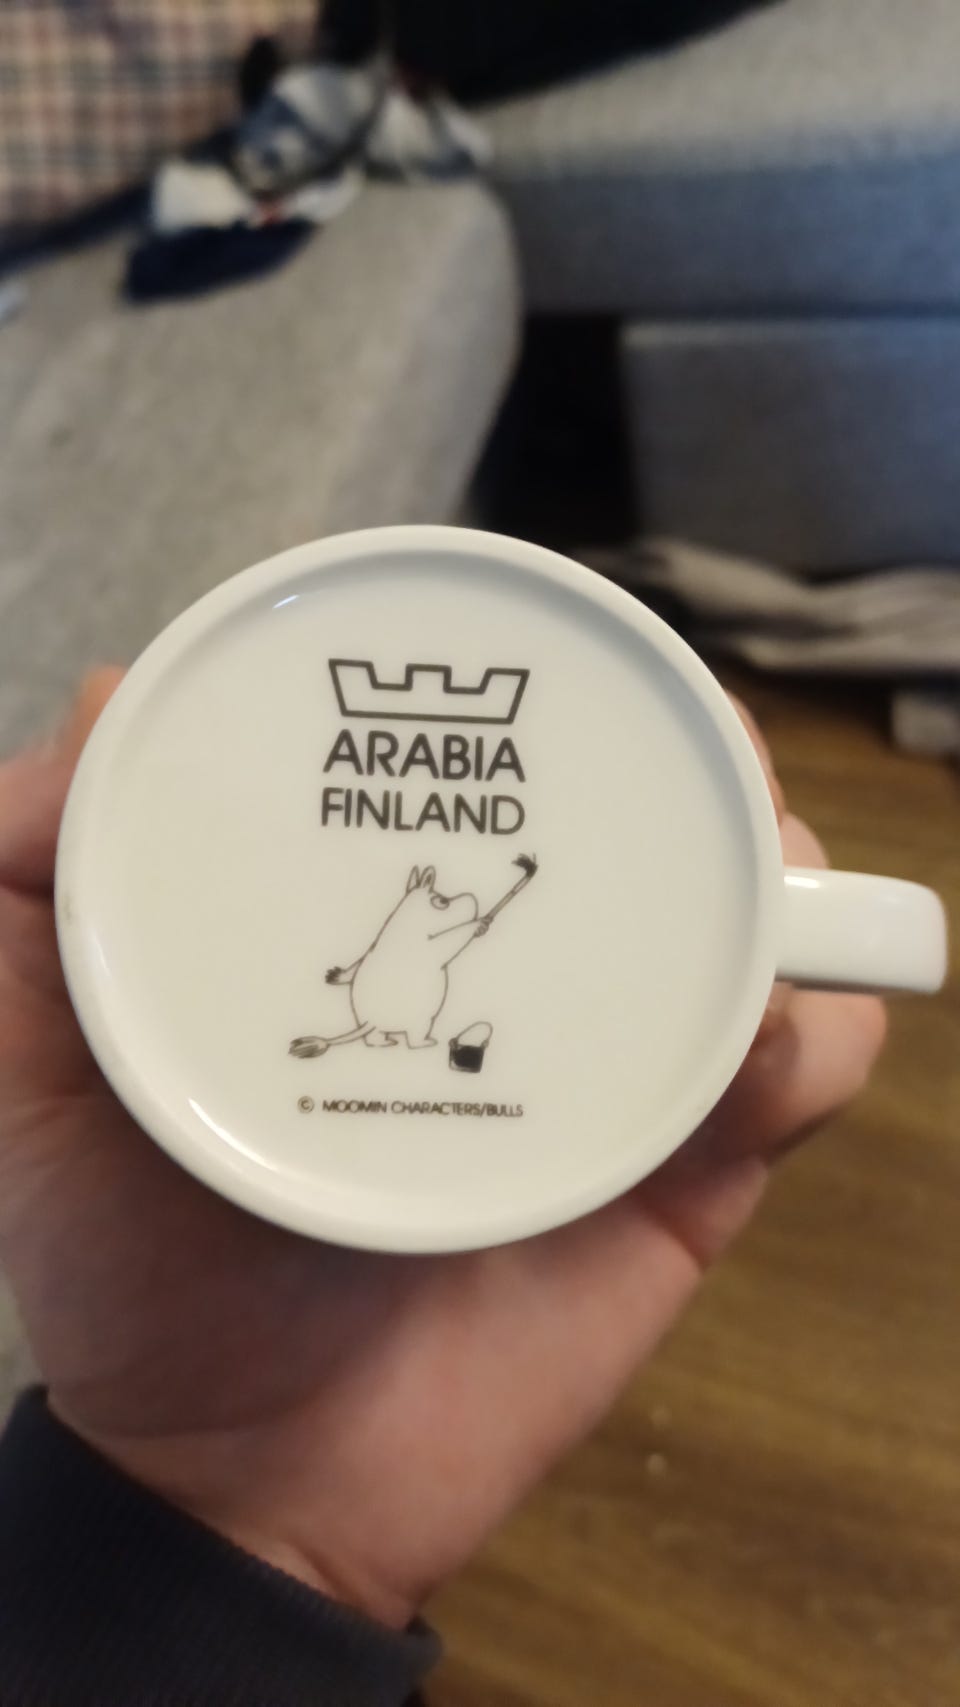 ARABIA
FINLAND
© MOOMIN CHARACTERS/BULLS